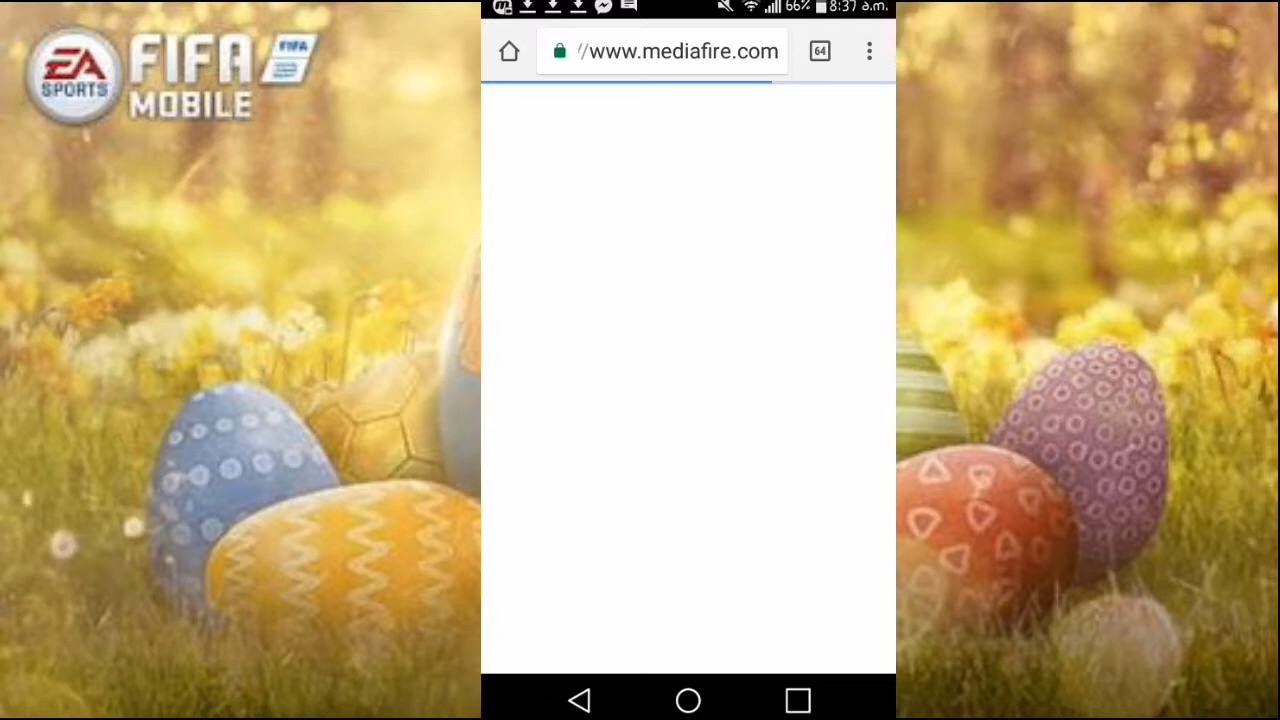 EA
SPORTS
FIFA
MOBILE
FIFA
66% 8:37 a.m.
//www.mediafire.com
64